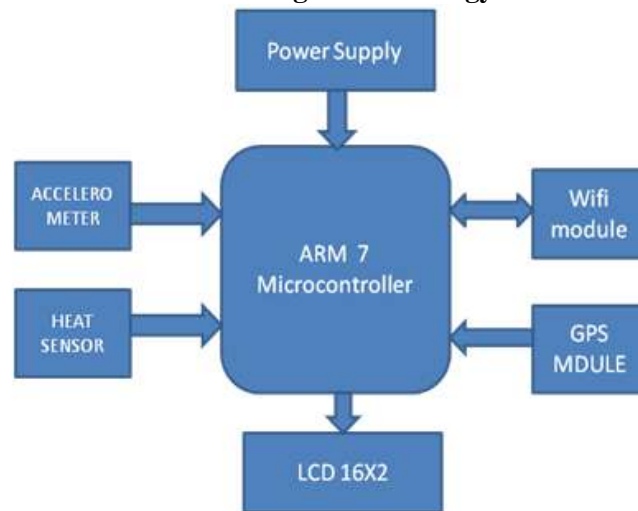 Power Supply
ACCELERO
METER
Wifi
module
ARM 7
Microcontroller
HEAT
SENSOR
GPS
MDULE
LCD 16X2